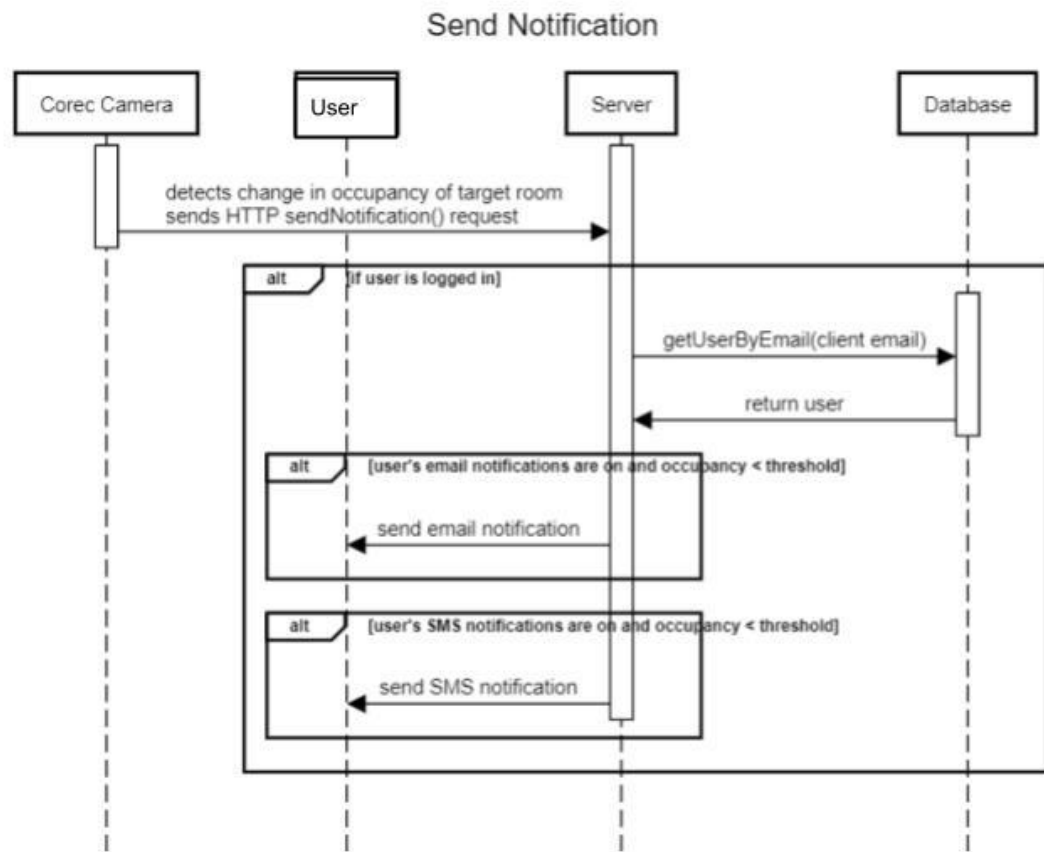 Send Notification
Corec Camera
User
Server
Database
detects change in occupancy of target room
sends HTTP sendNotification() request
alt
[if user is logged in]
getUserByEmail(client email)
return user
alt
[user's email notifications are on and occupancy < threshold]
send email notification
alt
[user's SMS notifications are on and occupancy < threshold]
send SMS notification